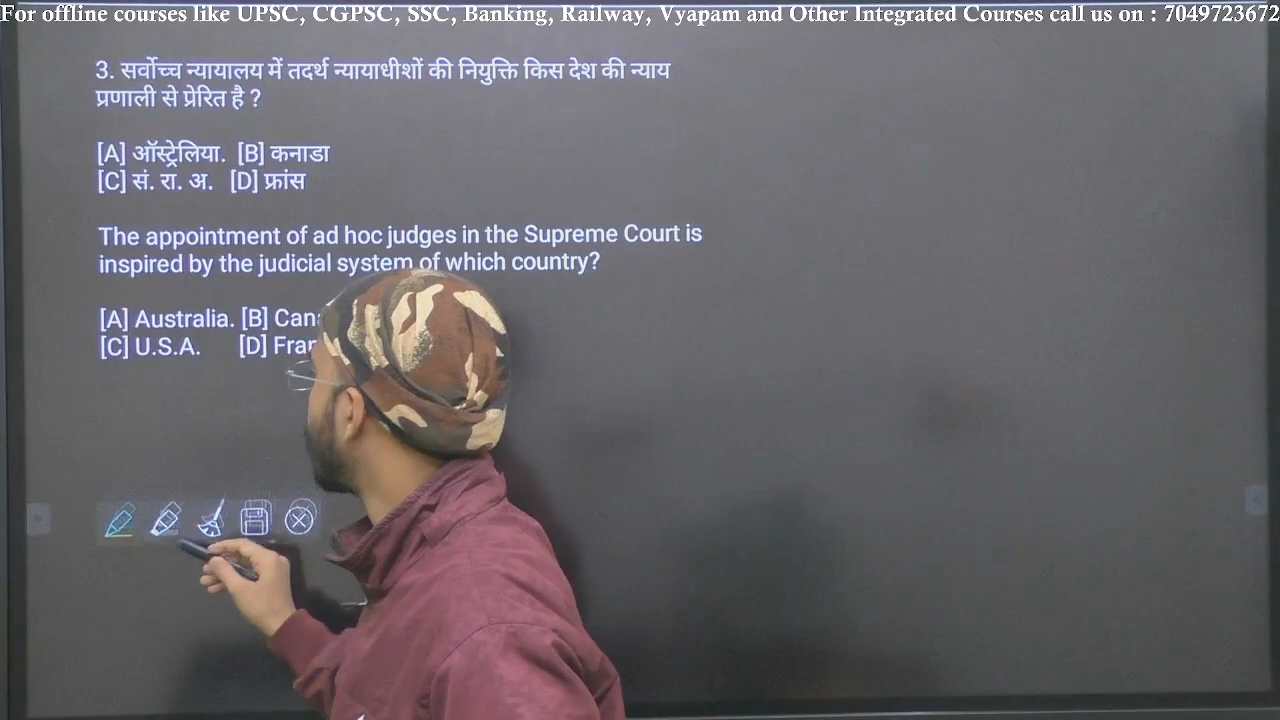 For offline courses like UPSC, CGPSC, SSC, Banking, Railway, Vyapam and Other Integrated Courses call us on : 7049723672
3. सर्वोच्च न्यायालय में तदर्थ न्यायाधीशों की नियुक्ति किस देश की न्याय
प्रणाली से प्रेरित है ?
[A] ऑस्ट्रेलिया. [B] कनाडा
[C] सं. रा. अ. [D] फ्रांस
The appointment of ad hoc judges in the Supreme Court is
inspired by the judicial system of which country?
[A] Australia. [B]
[C] U.S.A. [D]